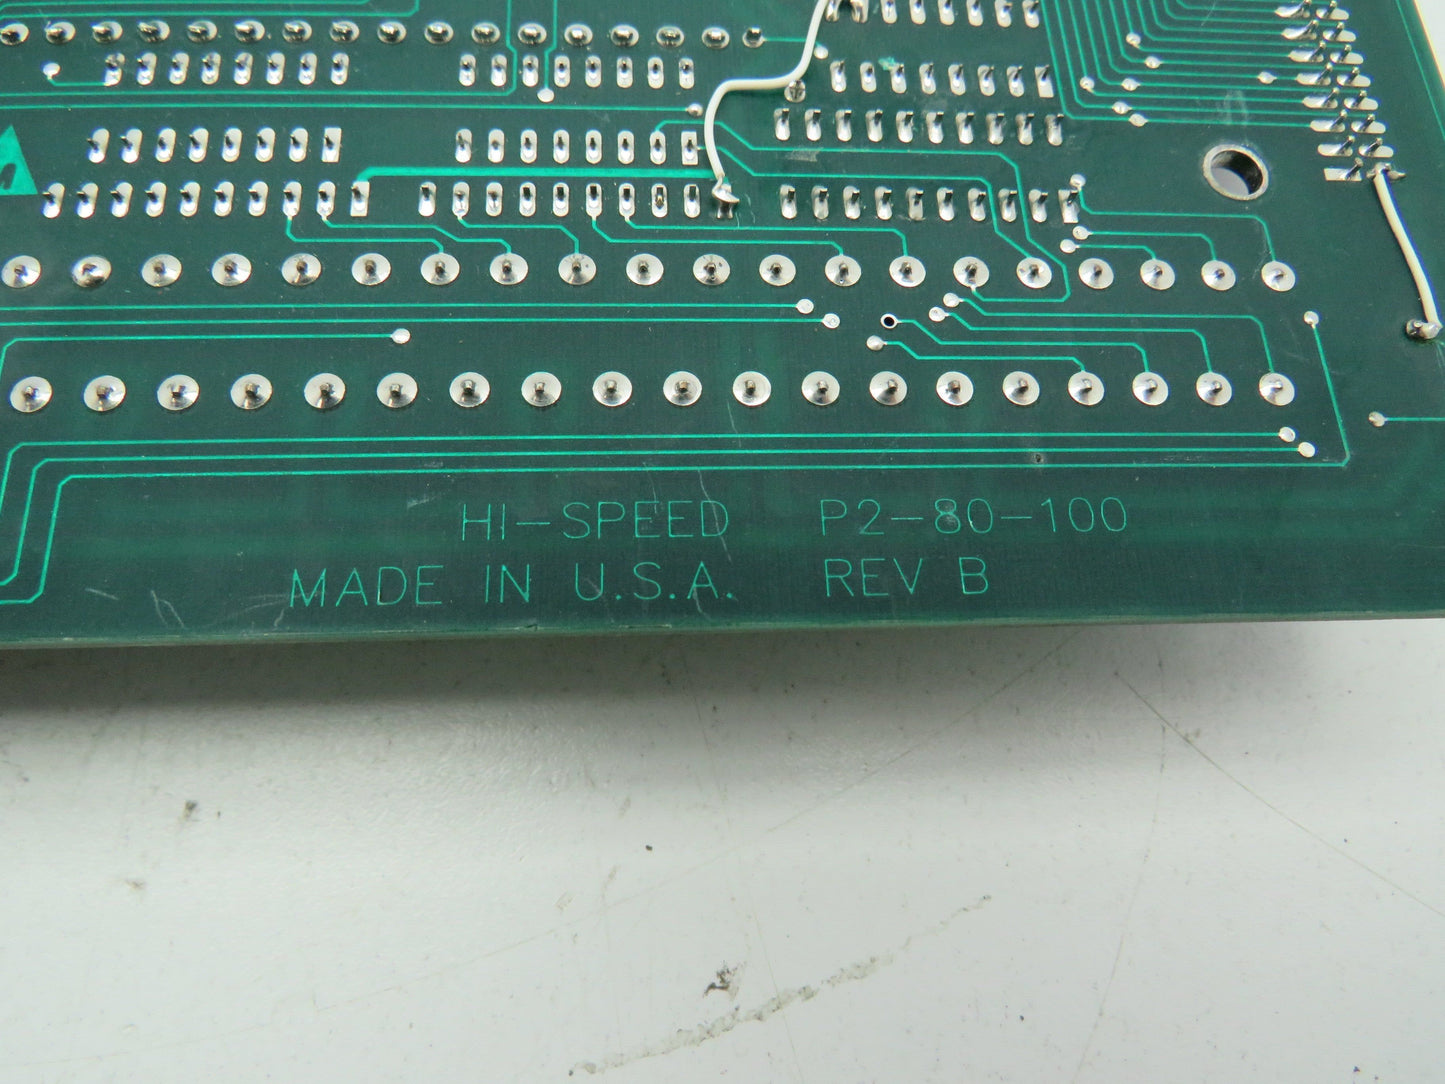 HI-SPEED P2-80-100
MADE IN U.S.A. REV B